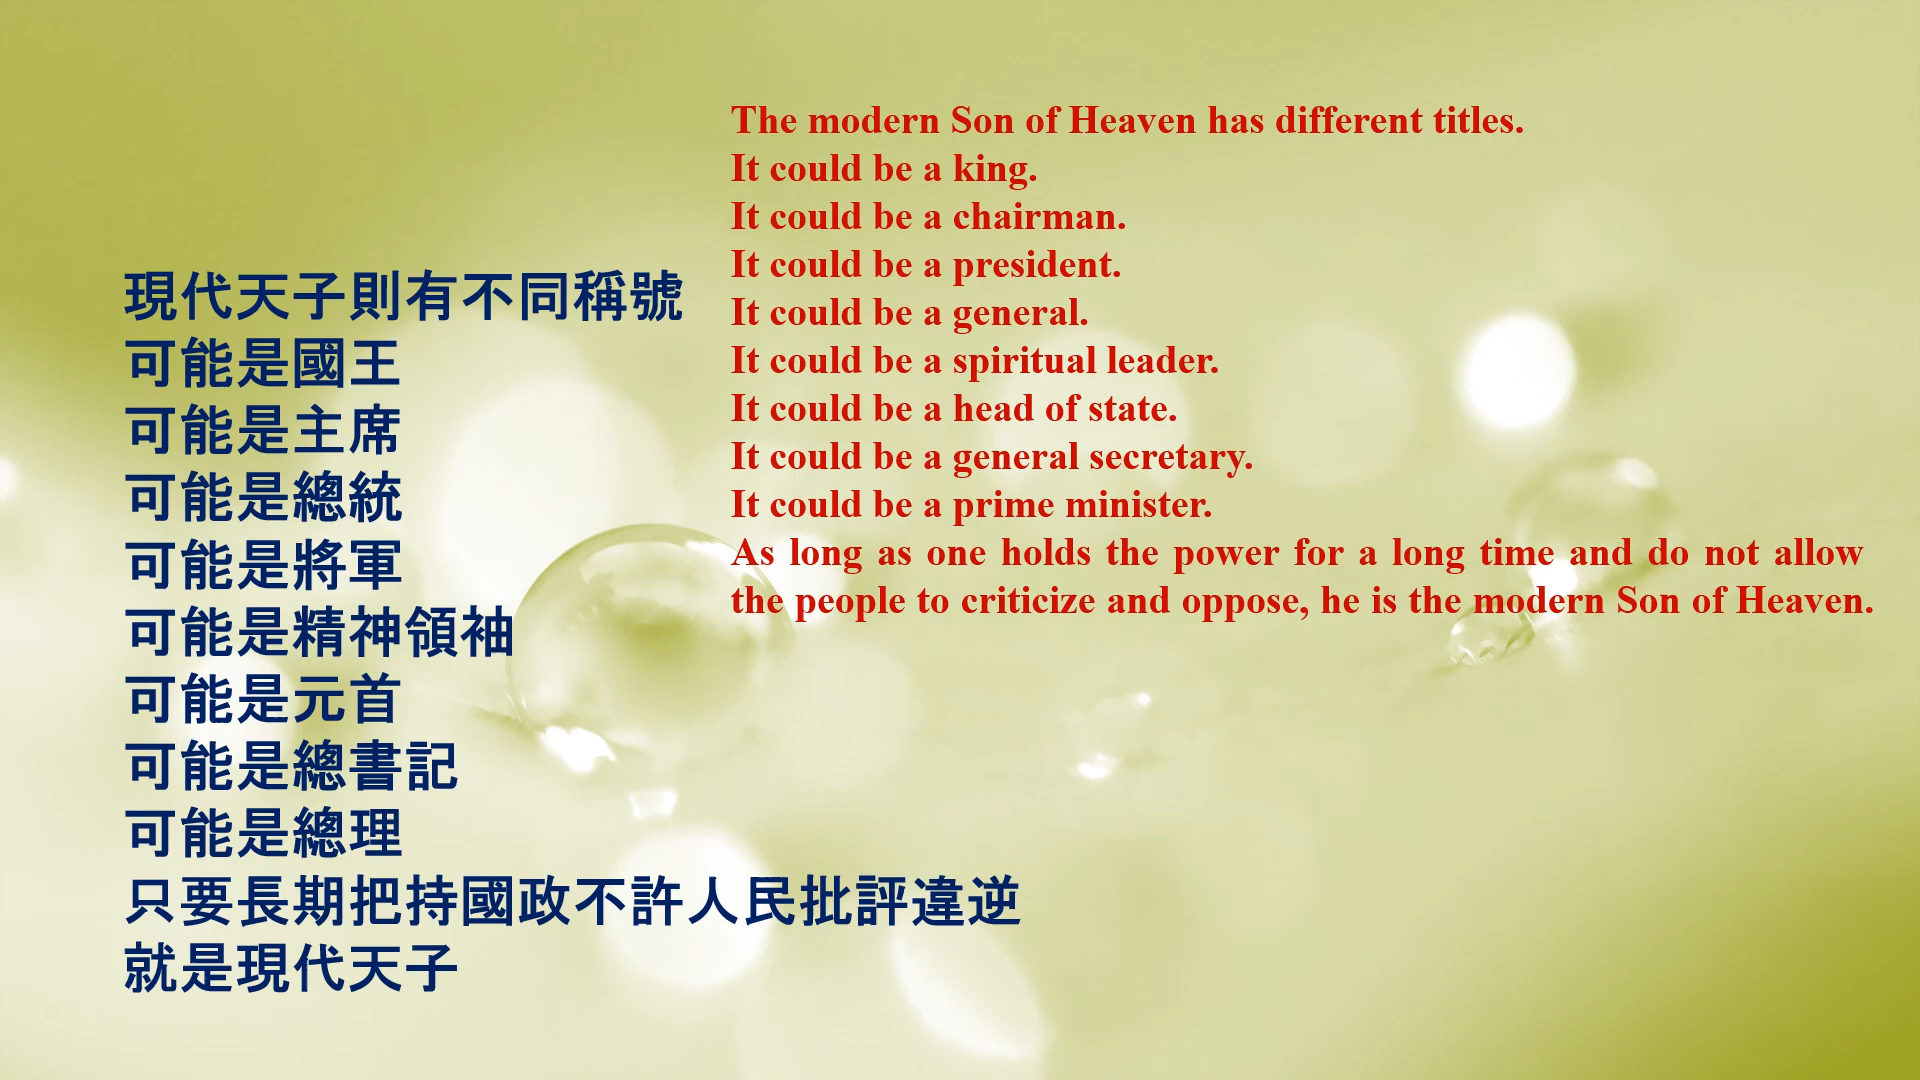 現代天子則有不同稱號
可能是國王
可能是主席
可能是總統
可能是將軍
可能是精神領袖
可能是元首
可能是總書記
可能是總理
只要長期把持國政不許人民批評違逆
就是現代天子
The modern Son of Heaven has different titles.
It could be a king.
It could be a chairman.
It could be a president.
It could be a general.
It could be a spiritual leader.
It could be a head of state.
It could be a general secretary.
It could be a prime minister.
As long as one holds the power for a long time and do not allow
the people to criticize and oppose, he is the modern Son of Heaven.